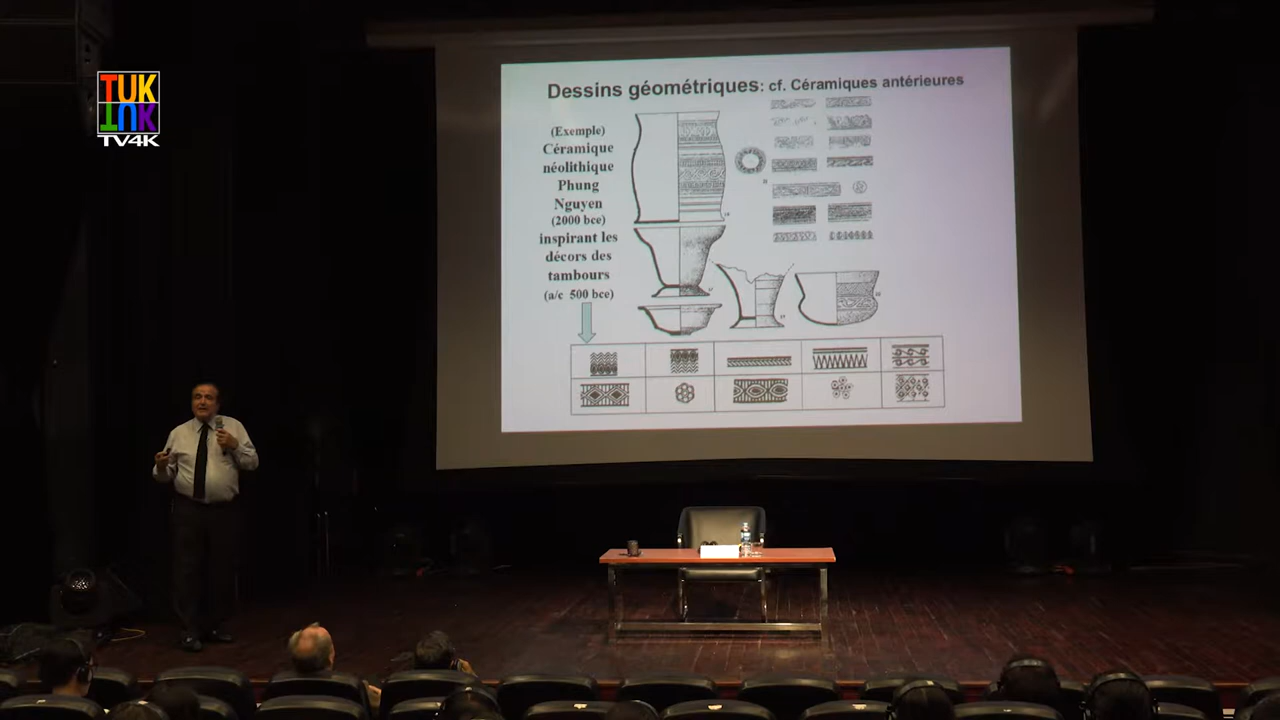 TUK
TUK
TV4K
Dessins géométriques: cf. Céramiques antérieures
(Exemple)
Céramique
néolithique
Phung
Nguyen
(2000 bce)
inspirant les
décors des
tambours
(a/c 500 bce)